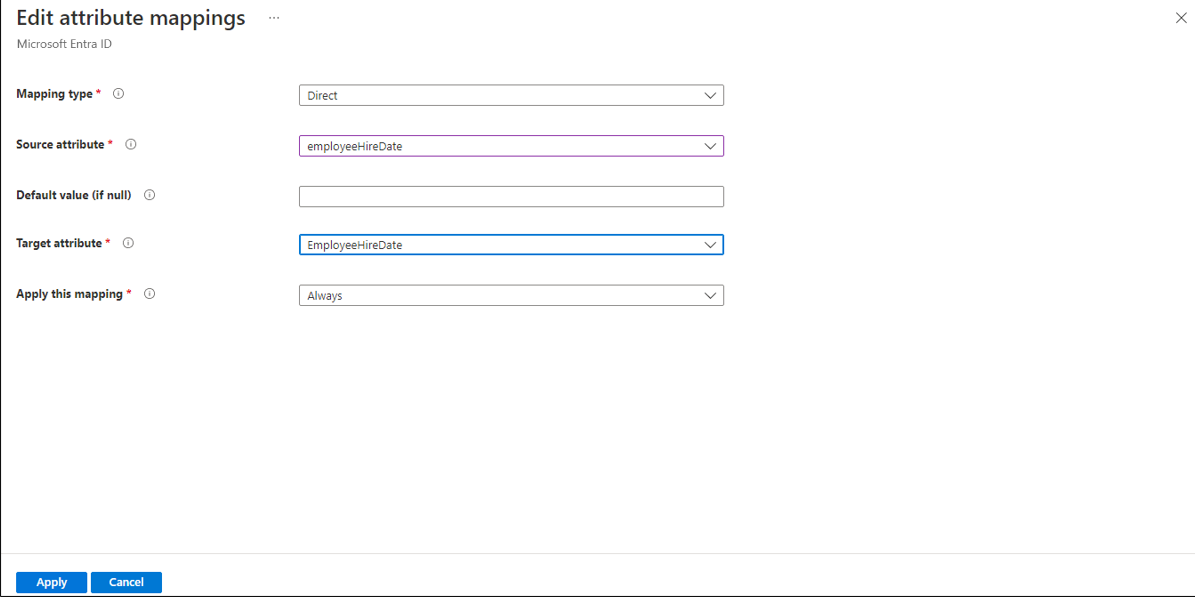 Edit attribute mappings ...
Microsoft Entra ID
Mapping type *
Direct
Source attribute *
employeeHireDate
Default value (if null)
Target attribute *
EmployeeHireDate
Apply this mapping *
Always
Apply
Cancel